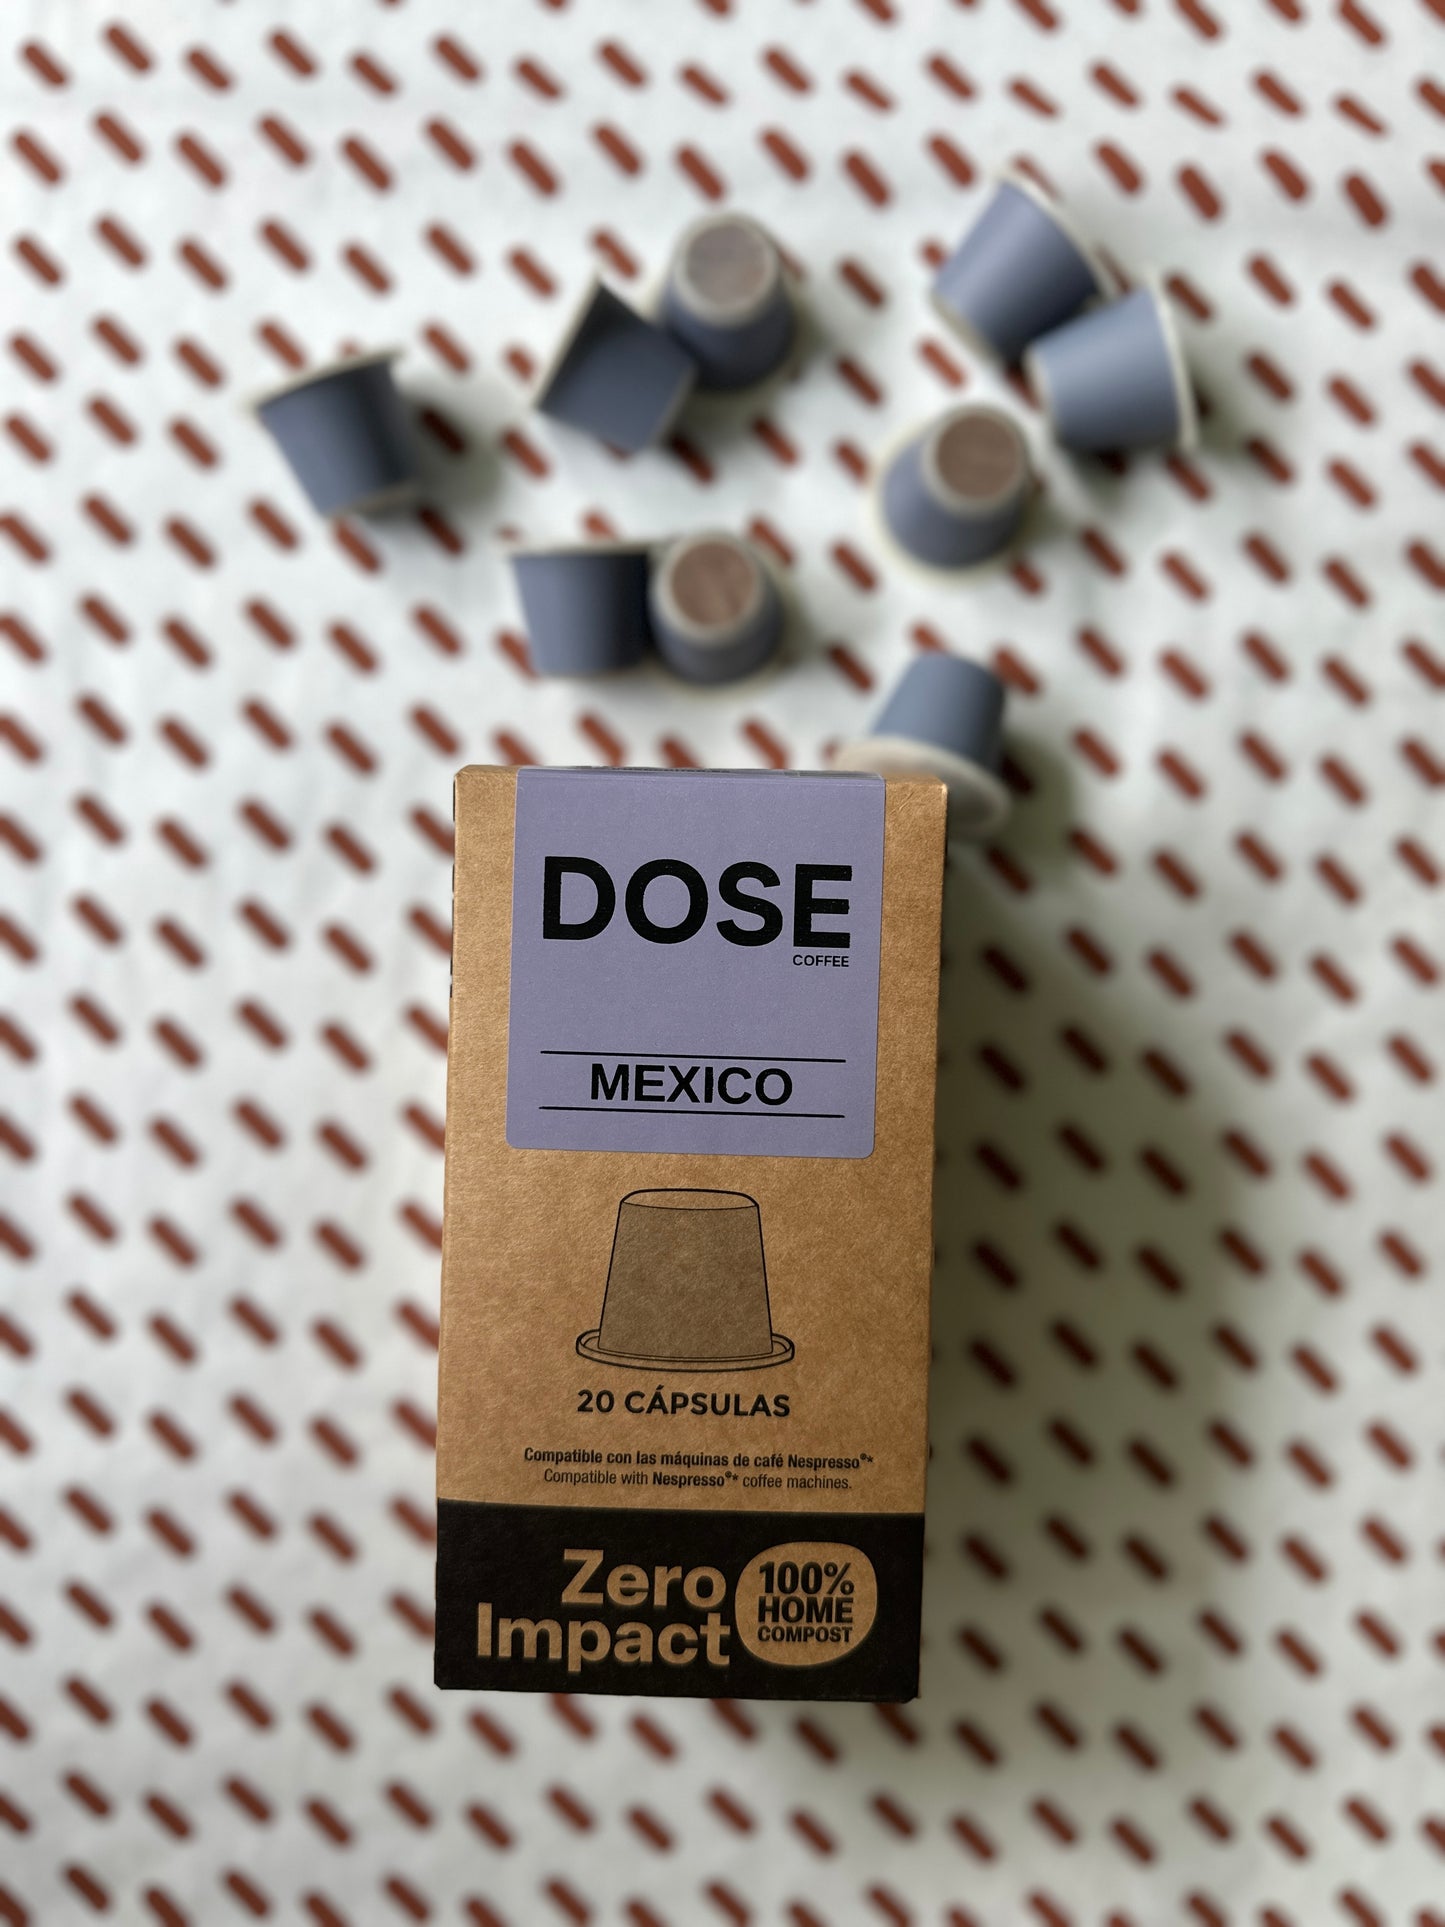 DOSE
COFFEE
MEXICO
20 CÁPSULAS
Compatible con las máquinas de café Nespresso®*
Compatible with Nespresso®* coffee machines.
Zero
Impact
100%
HOME
COMPOST